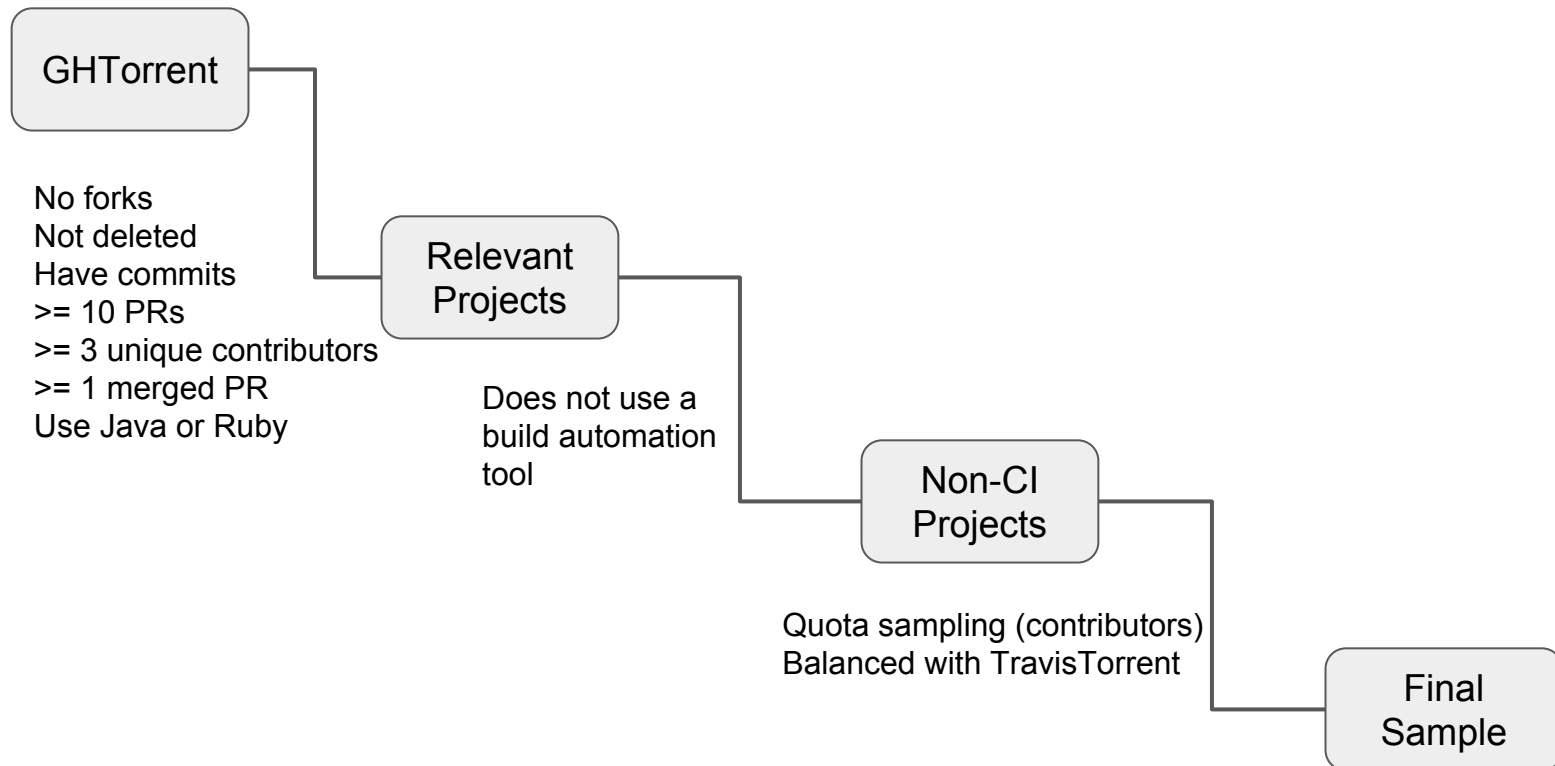 GHTorrent
No forks
Not deleted
Have commits
>= 10 PRs
>= 3 unique contributors
>= 1 merged PR
Use Java or Ruby
Relevant
Projects
Does not use a
build automation
tool
Non-CI
Projects
Quota sampling (contributors)
Balanced with TravisTorrent
Final
Sample